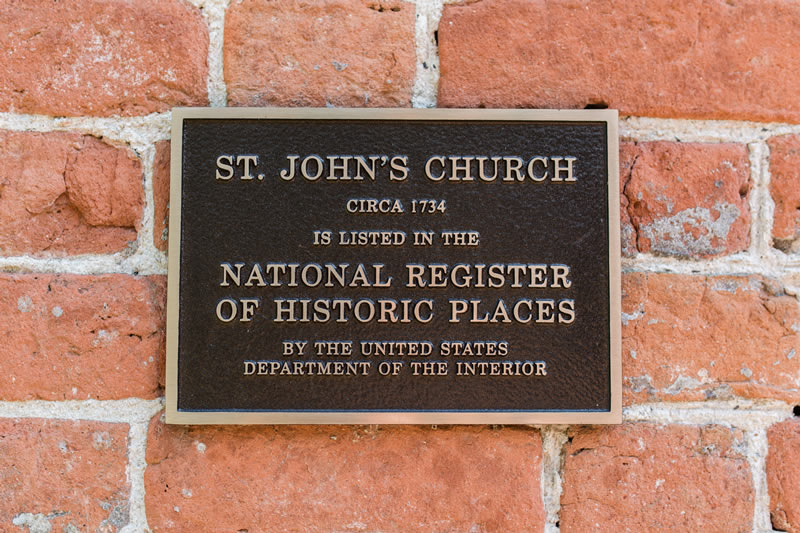 ST. JOHN'S CHURCH
CIRCA 1734
IS LISTED IN THE
NATIONAL REGISTER
OF HISTORIC PLACES
BY THE UNITED STATES
DEPARTMENT OF THE INTERIOR